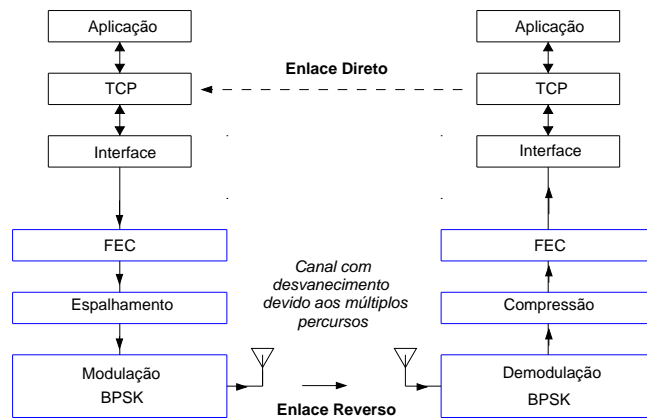 Aplicação
TCP
Interface
FEC
Espalhamento
Modulação
BPSK
Enlace Direto
Canal com
desvanecimento
devido aos múltiplos
percursos
Enlace Reverso
Aplicação
TCP
Interface
FEC
Compressão
Demodulação
BPSK